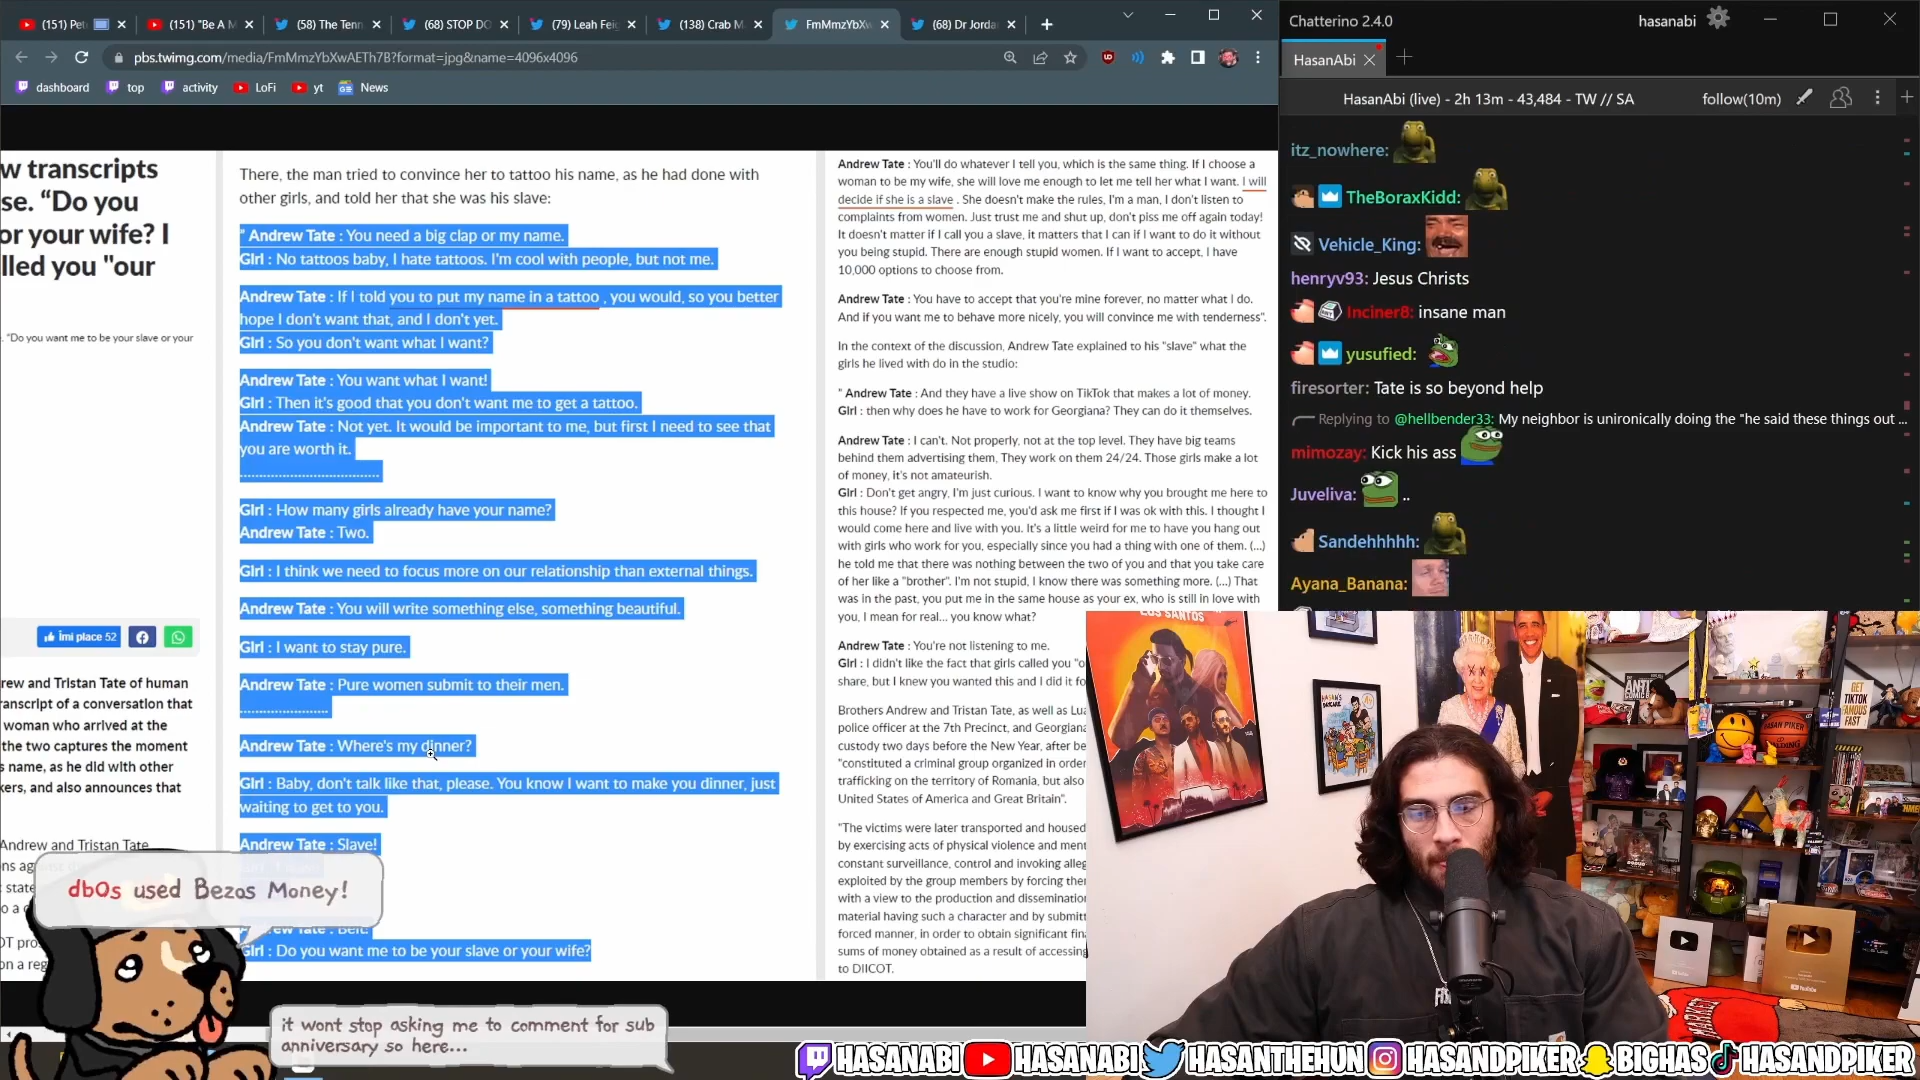 (151) Pet
(151) "Be A M
(58) The Tenn
(68) STOP DO
(79) Leah Feig
(138) Crab M
FmMmzYbXw
(68) Dr Jorda
pbs.twimg.com/media/FmMmzYbXwAETh7B?format=jpg&name=4096x4096
dashboard
top
activity
LoFi
yt
News
w transcripts
se. “Do you
or your wife? I
lled you "our
. “Do you want me to be your slave or your
Îmi place 52
rew and Tristan Tate of human
ranscript of a conversation that
woman who arrived at the
the two captures the moment
s name, as he did with other
kers, and also announces that
Andrew and Tristan Tate
There, the man tried to convince her to tattoo his name, as he had done with
other girls, and told her that she was his slave:
" Andrew Tate : You need a big clap or my name.
Girl : No tattoos baby, I hate tattoos. I'm cool with people, but not me.
Andrew Tate : If I told you to put my name in a tattoo , you would, so you better
hope I don't want that, and I don't yet.
Girl : So you don't want what I want?
Andrew Tate : You want what I want!
Girl : Then it's good that you don't want me to get a tattoo.
Andrew Tate : Not yet. It would be important to me, but first I need to see that
you are worth it.
.....................................
Girl : How many girls already have your name?
Andrew Tate : Two.
Girl : I think we need to focus more on our relationship than external things.
Andrew Tate : You will write something else, something beautiful.
Girl : I want to stay pure.
Andrew Tate : Pure women submit to their men.
.......................
Andrew Tate : Where's my dinner?
Girl : Baby, don't talk like that, please. You know I want to make you dinner, just
waiting to get to you.
Andrew Tate : Slave!
Girl : Do you want me to be your slave or your wife?
Andrew Tate : You'll do whatever I tell you, which is the same thing. If I choose a
woman to be my wife, she will love me enough to let me tell her what I want. I will
decide if she is a slave . She doesn't make the rules, I'm a man, I don't listen to
complaints from women. Just trust me and shut up, don't piss me off again today!
It doesn't matter if I call you a slave, it matters that I can if I want to do it without
you being stupid. There are enough stupid women. If I want to accept, I have
10,000 options to choose from.
Andrew Tate : You have to accept that you're mine forever, no matter what I do.
And if you want me to behave more nicely, you will convince me with tenderness".
In the context of the discussion, Andrew Tate explained to his "slave" what the
girls he lived with do in the studio:
" Andrew Tate : And they have a live show on TikTok that makes a lot of money.
Girl : then why does he have to work for Georgiana? They can do it themselves.
Andrew Tate : I can't. Not properly, not at the top level. They have big teams
behind them advertising them, They work on them 24/24. Those girls make a lot
of money, it's not amateurish.
Girl : Don't get angry, I'm just curious. I want to know why you brought me here to
this house? If you respected me, you'd ask me first if I was ok with this. I thought I
would come here and live with you. It's a little weird for me to have you hang out
with girls who work for you, especially since you had a thing with one of them. (...)
he told me that there was nothing between the two of you and that you take care
of her like a "brother". I'm not stupid, I know there was something more. (...) That
was in the past, you put me in the same house as your ex, who is still in love with
you, I mean for real... you know what?
Andrew Tate : You're not listening to me.
Girl : I didn't like the fact that girls called you "o
share, but I knew you wanted this and I did it fo
Brothers Andrew and Tristan Tate, as well as Lua
police officer at the 7th Precinct, and Georgiana
custody two days before the New Year, after be
"constituted a criminal group organized in order
trafficking on the territory of Romania, but also
United States of America and Great Britain".
"The victims were later transported and housed
by exercising acts of physical violence and ment
constant surveillance, control and invoking alleg
exploited by the group members by forcing then
with a view to the production and dissemination
material having such a character and by submitt
forced manner, in order to obtain significant fina
sums of money obtained as a result of accessing
to DIICOT.
Chatterino 2.4.0
hasanabi
HasanAbi
HasanAbi (live) - 2h 13m - 43,484 - TW // SA
follow(10m)
itz_nowhere:
TheBoraxKidd:
Vehicle_King:
henryv93: Jesus Christs
Inciner8: insane man
yusufied:
firesorter: Tate is so beyond help
Replying to @hellbender33: My neighbor is unironically doing the "he said these things out ...
mimozay: Kick his ass
Juveliva: ..
Sandehhhhh:
Ayana_Banana:
LOS SANTOS
HASAN PIKER
GET
TIKTOK
FAMOUS
FAST
dbOs used Bezos Money!
it wont stop asking me to comment for sub
anniversary so here...
HASANABI
HASANABI
HASANTHEHUN
HASANDPIKER
BIGHAS
HASANDPIKER